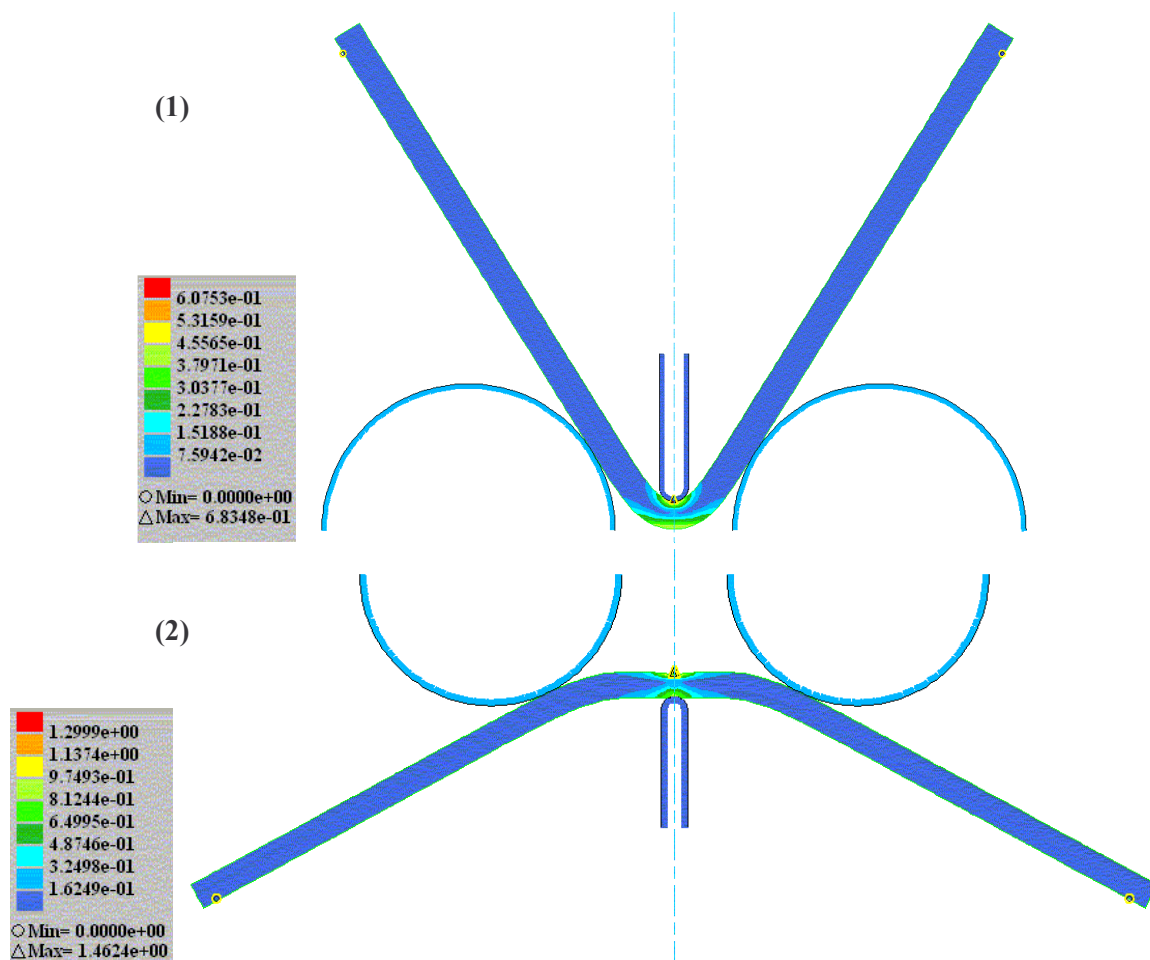 (1)
6.0753e-01
5.3159e-01
4.5565e-01
3.7971e-01
3.0377e-01
2.2783e-01
1.5188e-01
7.5942e-02
Min= 0.0000e+00
Max= 6.8348e-01
(2)
1.2999e+00
1.1374e+00
9.7493e-01
8.1244e-01
6.4995e-01
4.8746e-01
3.2498e-01
1.6249e-01
Min= 0.0000e+00
Max= 1.4624e+00